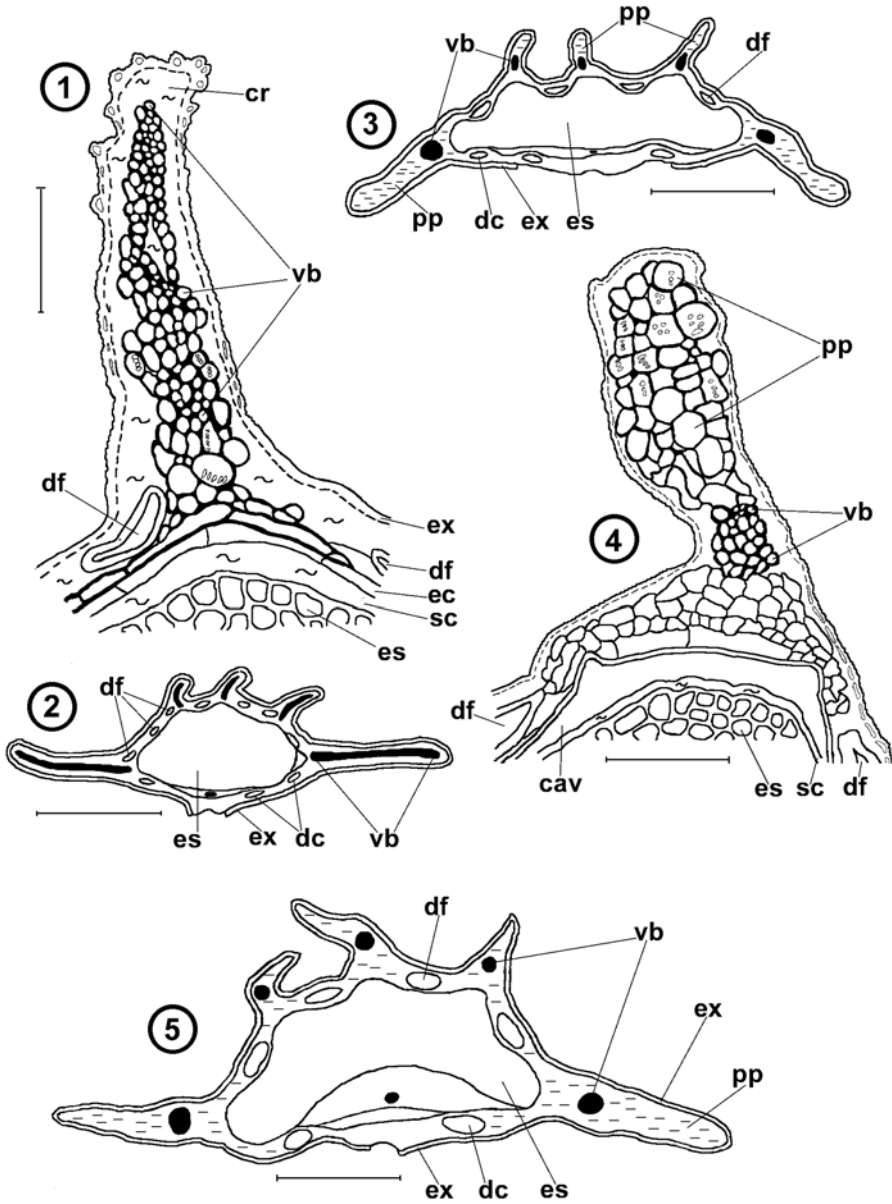 1
cr
vb
df
ex
df
ec
sc
es
3
vb
pp
df
pp
dc
ex
es
2
df
es
ex
dc
vb
4
pp
vb
df
cav
es
sc
df
5
df
vb
ex
pp
ex
dc
es